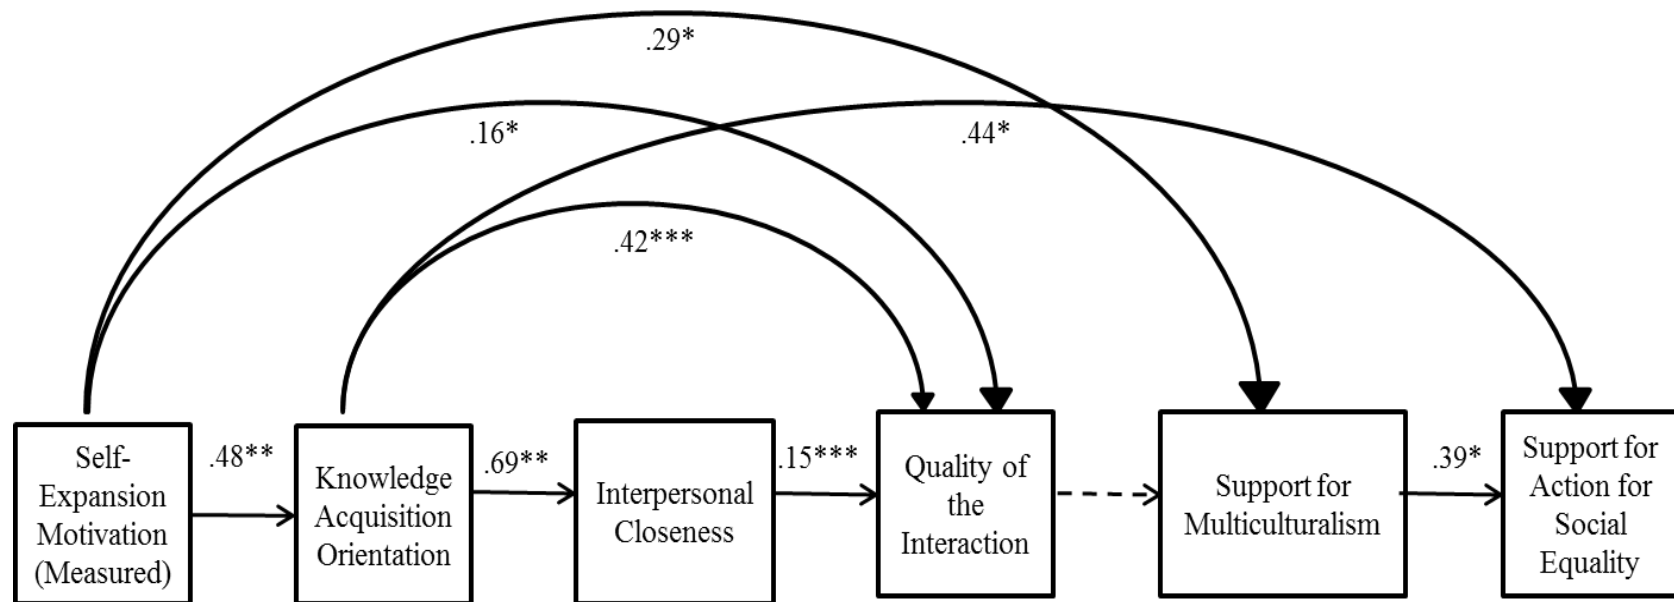 .29*
.16*
.44*
.42***
Self-
Expansion
Motivation
(Measured)
.48**
Knowledge
Acquisition
Orientation
.69**
Interpersonal
Closeness
.15***
Quality of
the
Interaction
Support for
Multiculturalism
.39*
Support for
Action for
Social
Equality